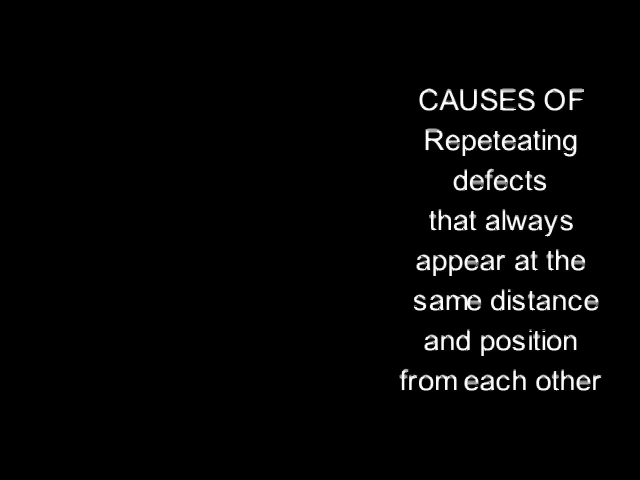 CAUSES OF
Repeteating
defects
that always
appear at the
same distance
and position
from each other